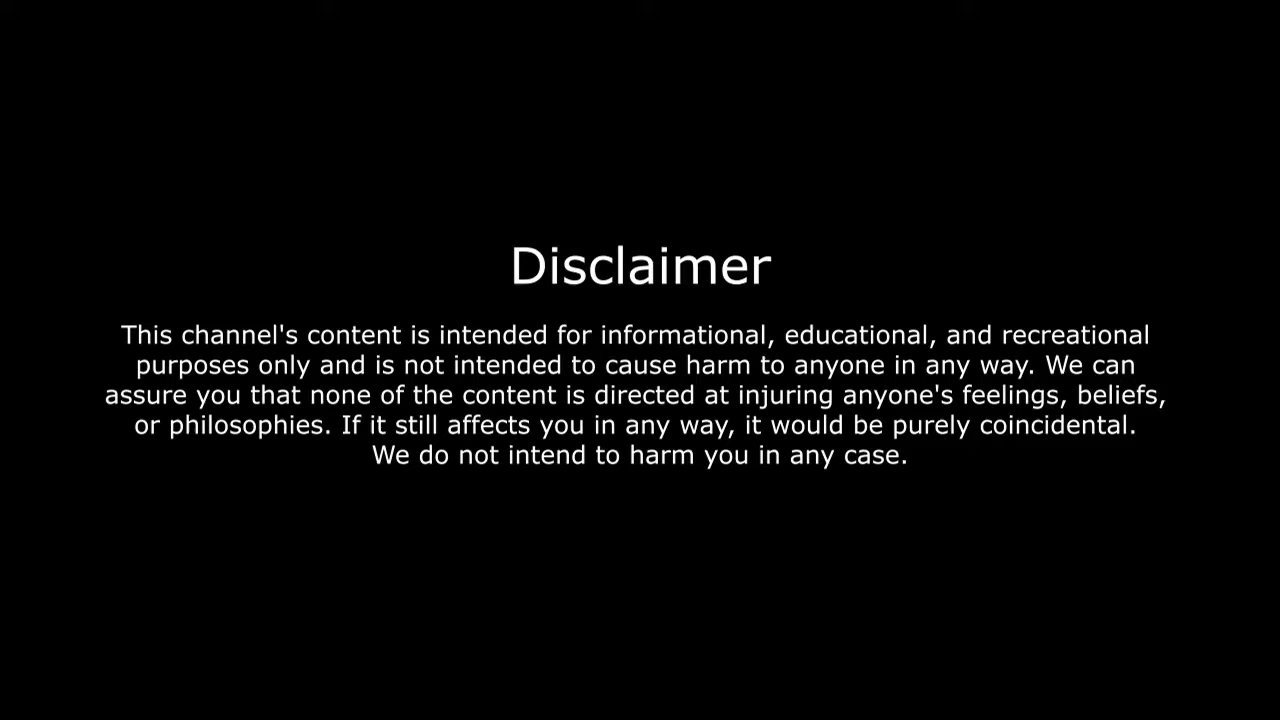 Disclaimer
This channel's content is intended for informational, educational, and recreational
purposes only and is not intended to cause harm to anyone in any way. We can
assure you that none of the content is directed at injuring anyone's feelings, beliefs,
or philosophies. If it still affects you in any way, it would be purely coincidental.
We do not intend to harm you in any case.